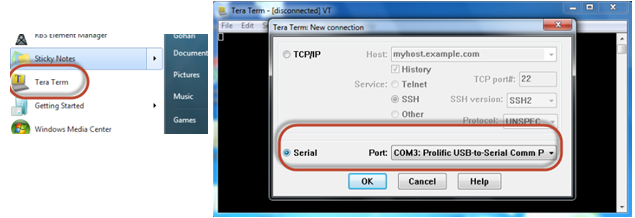 RBS Element Manager
Sticky Notes
Tera Term
Getting Started
Windows Media Center
Gohan
Document
Pictures
Music
Games
Tera Term - [disconnected] VT
File Edit
Tera Term: New connection
TCP/IP
Host: myhost.example.com
History
Service: Telnet
TCP port#: 22
SSH
SSH version: SSH2
Other
Protocol: UNSPEC
Serial
Port: COM3: Prolific USB-to-Serial Comm P
OK Cancel Help